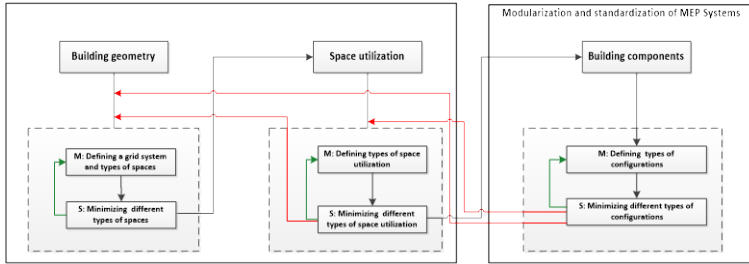 Modularization and standardization of MEP Systems
Building geometry
Space utilization
Building components
M: Defining a grid system
and types of spaces
S: Minimizing different
types of spaces
M: Defining types of space
utilization
S: Minimizing different
types of space utilization
M: Defining types of
configurations
S: Minimizing different types of
configurations